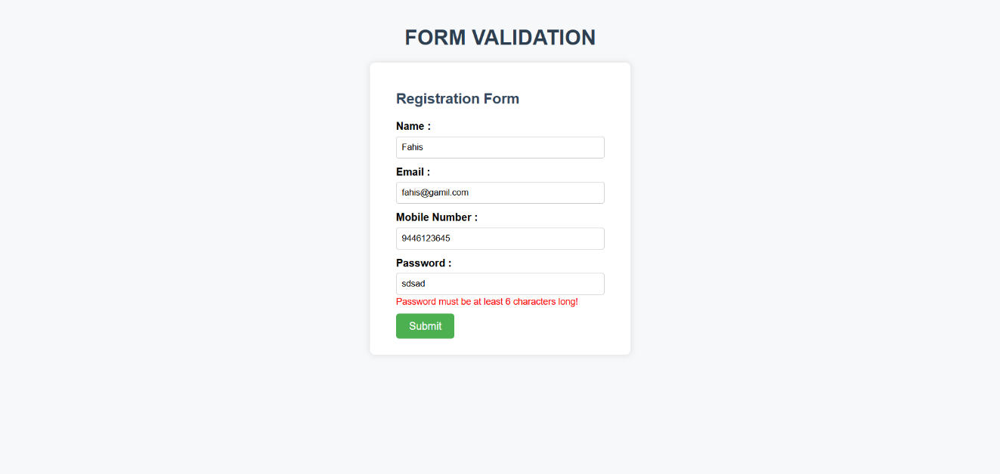 FORM VALIDATION
Registration Form
Name :
Fahis
Email :
fahis@gamil.com
Mobile Number :
9446123645
Password :
sdsad
Password must be at least 6 characters long!
Submit